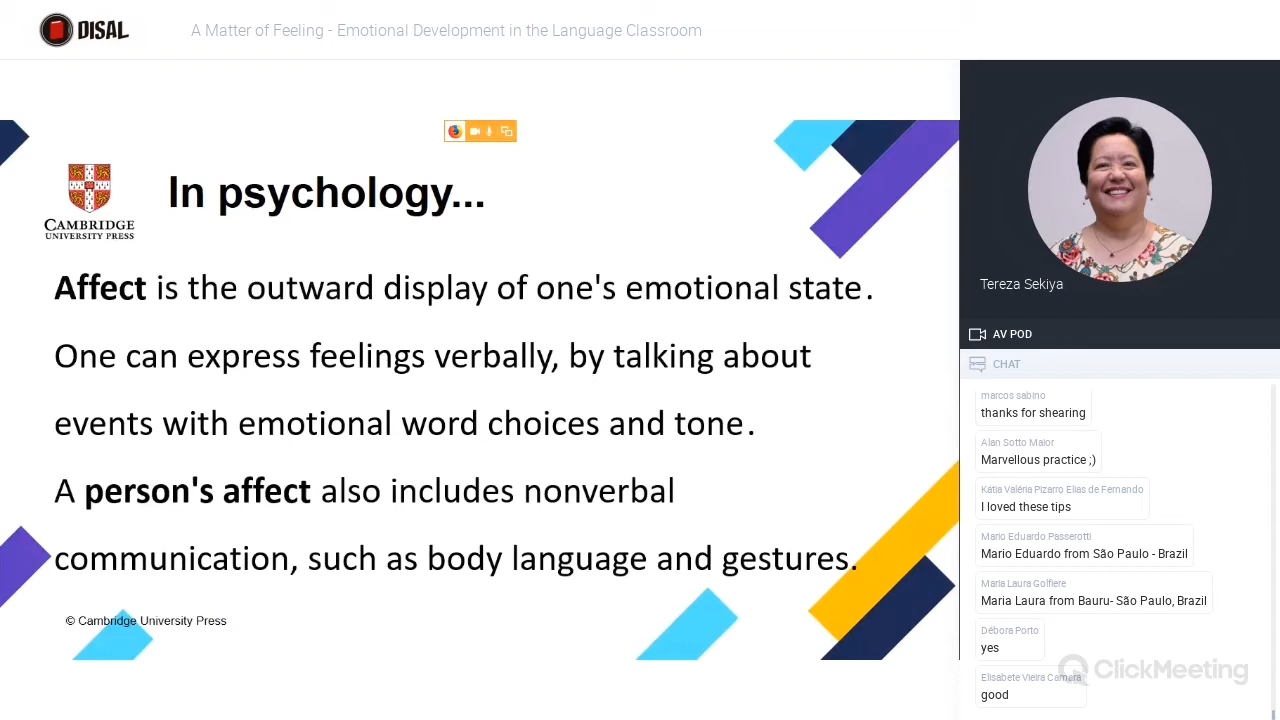 DISAL
A Matter of Feeling - Emotional Development in the Language Classroom
CAMBRIDGE
UNIVERSITY PRESS
In psychology...
Affect is the outward display of one's emotional state.
One can express feelings verbally, by talking about
events with emotional word choices and tone.
A person's affect also includes nonverbal
communication, such as body language and gestures.
© Cambridge University Press
Tereza Sekiya
AV POD
CHAT
marcos sabino
thanks for shearing
Alan Sotto Maior
Marvellous practice ;)
Kátia Valéria Pizarro Elias de Fernando
I loved these tips
Mario Eduardo Passerotti
Mario Eduardo from São Paulo - Brazil
Maria Laura Golfiere
Maria Laura from Bauru- São Paulo, Brazil
Débora Porto
yes
Elisabete Vieira Camara
good
ClickMeeting